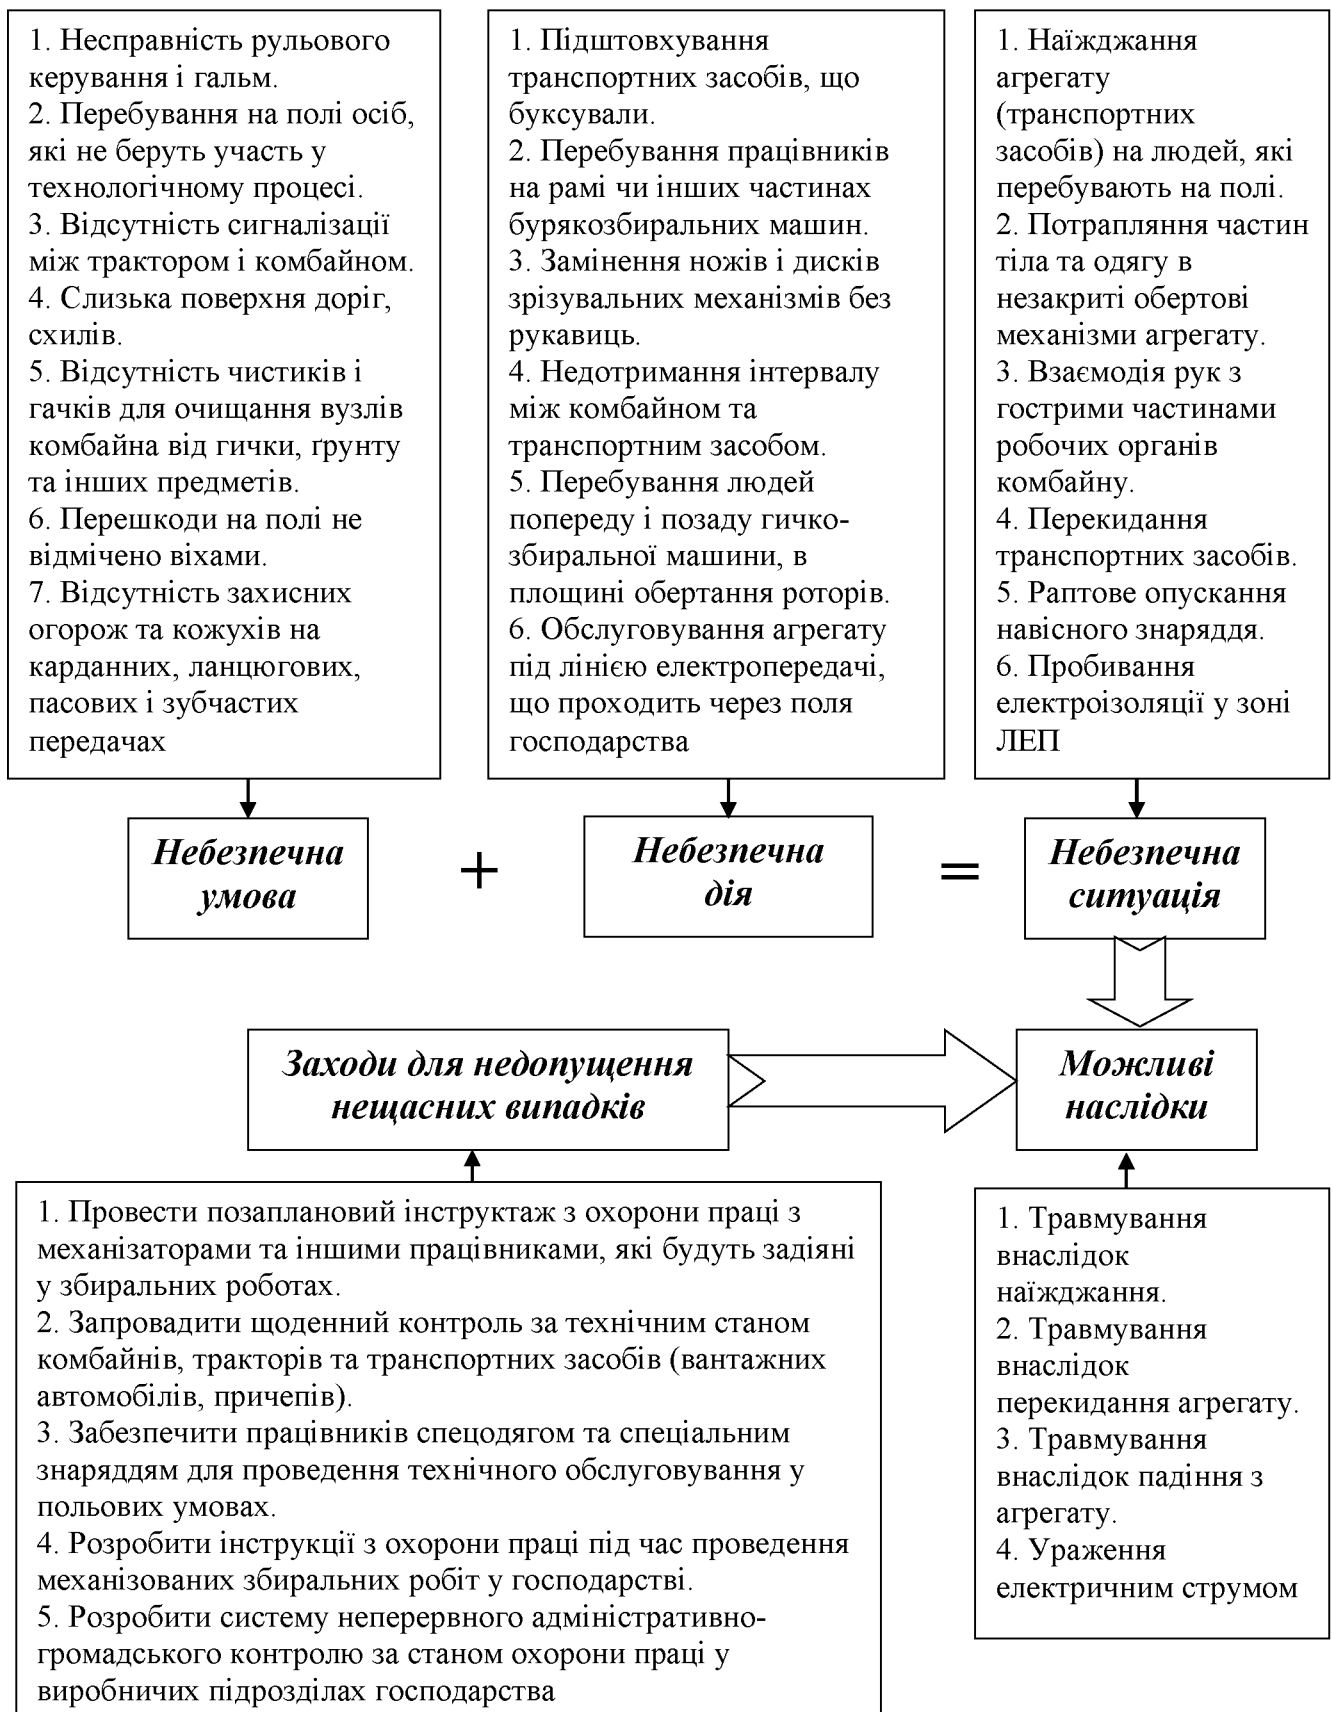 1. Несправність рульового
керування і гальм.
2. Перебування на полі осіб,
які не беруть участь у
технологічному процесі.
3. Відсутність сигналізації
між трактором і комбайном.
4. Слизька поверхня доріг,
схилів.
5. Відсутність чистиків і
гачків для очищання вузлів
комбайна від гички, ґрунту
та інших предметів.
6. Перешкоди на полі не
відмічено віхами.
7. Відсутність захисних
огорож та кожухів на
карданних, ланцюгових,
пасових і зубчастих
передачах
1. Підштовхування
транспортних засобів, що
буксували.
2. Перебування працівників
на рамі чи інших частинах
бурякозбиральних машин.
3. Замінення ножів і дисків
зрізувальних механізмів без
рукавиць.
4. Недотримання інтервалу
між комбайном та
транспортним засобом.
5. Перебування людей
попереду і позаду гичко-
збиральної машини, в
площині обертання роторів.
6. Обслуговування агрегату
під лінією електропередачі,
що проходить через поля
господарства
1. Наїжджання
агрегату
(транспортних
засобів) на людей, які
перебувають на полі.
2. Потрапляння частин
тіла та одягу в
незакриті обертові
механізми агрегату.
3. Взаємодія рук з
гострими частинами
робочих органів
комбайну.
4. Перекидання
транспортних засобів.
5. Раптове опускання
навісного знаряддя.
6. Пробивання
електроізоляції у зоні
ЛЕП
Небезпечна
умова
+
Небезпечна
дія
=
Небезпечна
ситуація
Заходи для недопущення
нещасних випадків
Можливі
наслідки
1. Провести позаплановий інструктаж з охорони праці з
механізаторами та іншими працівниками, які будуть задіяні
у збиральних роботах.
2. Запровадити щоденний контроль за технічним станом
комбайнів, тракторів та транспортних засобів (вантажних
автомобілів, причепів).
3. Забезпечити працівників спецодягом та спеціальним
знаряддям для проведення технічного обслуговування у
польових умовах.
4. Розробити інструкції з охорони праці під час проведення
механізованих збиральних робіт у господарстві.
5. Розробити систему неперервного адміністративно-
громадського контролю за станом охорони праці у
виробничих підрозділах господарства
1. Травмування
внаслідок
наїжджання.
2. Травмування
внаслідок
перекидання агрегату.
3. Травмування
внаслідок падіння з
агрегату.
4. Ураження
електричним струмом